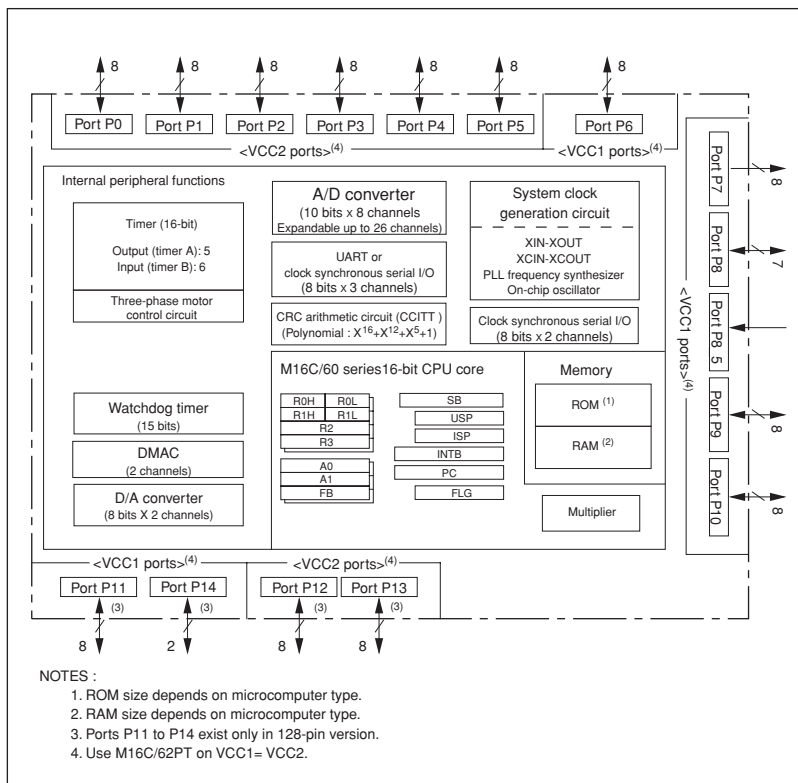 8 8 8 8 8 8 8
Port P0 Port P1 Port P2 Port P3 Port P4 Port P5 Port P6
<VCC2 ports>(4) <VCC1 ports>(4)
Internal peripheral functions
Timer (16-bit)
Output (timer A): 5
Input (timer B): 6
Three-phase motor
control circuit
A/D converter
(10 bits x 8 channels
Expandable up to 26 channels)
UART or
clock synchronous serial I/O
(8 bits x 3 channels)
CRC arithmetic circuit (CCITT )
(Polynomial : X16+X12+X5+1)
System clock
generation circuit
XIN-XOUT
XCIN-XCOUT
PLL frequency synthesizer
On-chip oscillator
Clock synchronous serial I/O
(8 bits x 2 channels)
Watchdog timer
(15 bits)
DMAC
(2 channels)
D/A converter
(8 bits X 2 channels)
M16C/60 series16-bit CPU core
R0H R0L
R1H R1L
R2
R3
A0
A1
FB
SB
USP
ISP
INTB
PC
FLG
Memory
ROM (1)
RAM (2)
Multiplier
<VCC1 ports>(4)
Port P7 8
Port P8 7
Port P8 5
Port P9 8
Port P10 8
<VCC1 ports>(4) <VCC2 ports>(4)
Port P11 Port P14 Port P12 Port P13
(3) (3) (3) (3)
8 2 8 8
NOTES :
1. ROM size depends on microcomputer type.
2. RAM size depends on microcomputer type.
3. Ports P11 to P14 exist only in 128-pin version.
4. Use M16C/62PT on VCC1= VCC2.